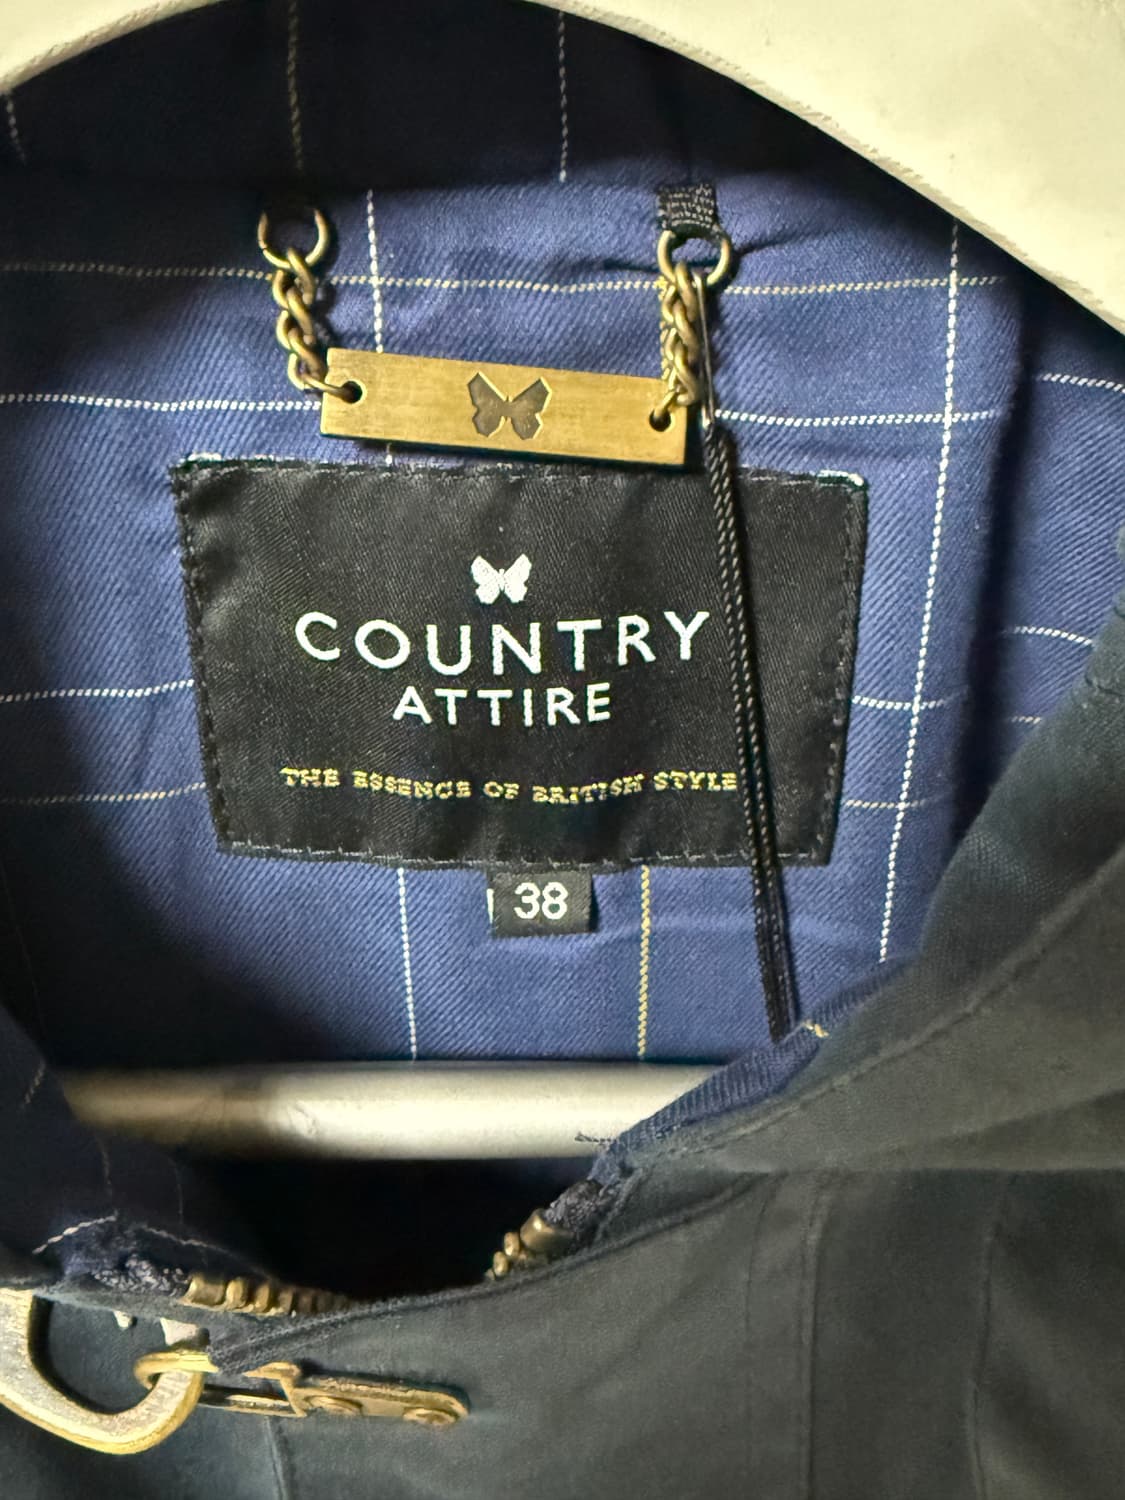 COUNTRY
ATTIRE
THE ESSENCE OF BRITISH STYLE
38